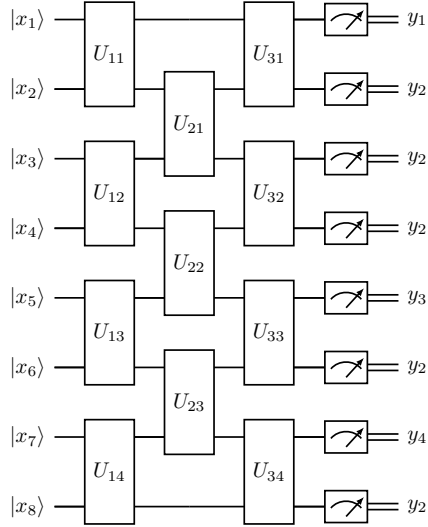 |x₁⟩ U₁₁ U₃₁ y₁
|x₂⟩ U₂₁ y₂
|x₃⟩ U₁₂ U₃₂ y₂
|x₄⟩ U₂₂ y₂
|x₅⟩ U₁₃ U₃₃ y₃
|x₆⟩ U₂₃ y₂
|x₇⟩ U₁₄ U₃₄ y₄
|x₈⟩ y₂